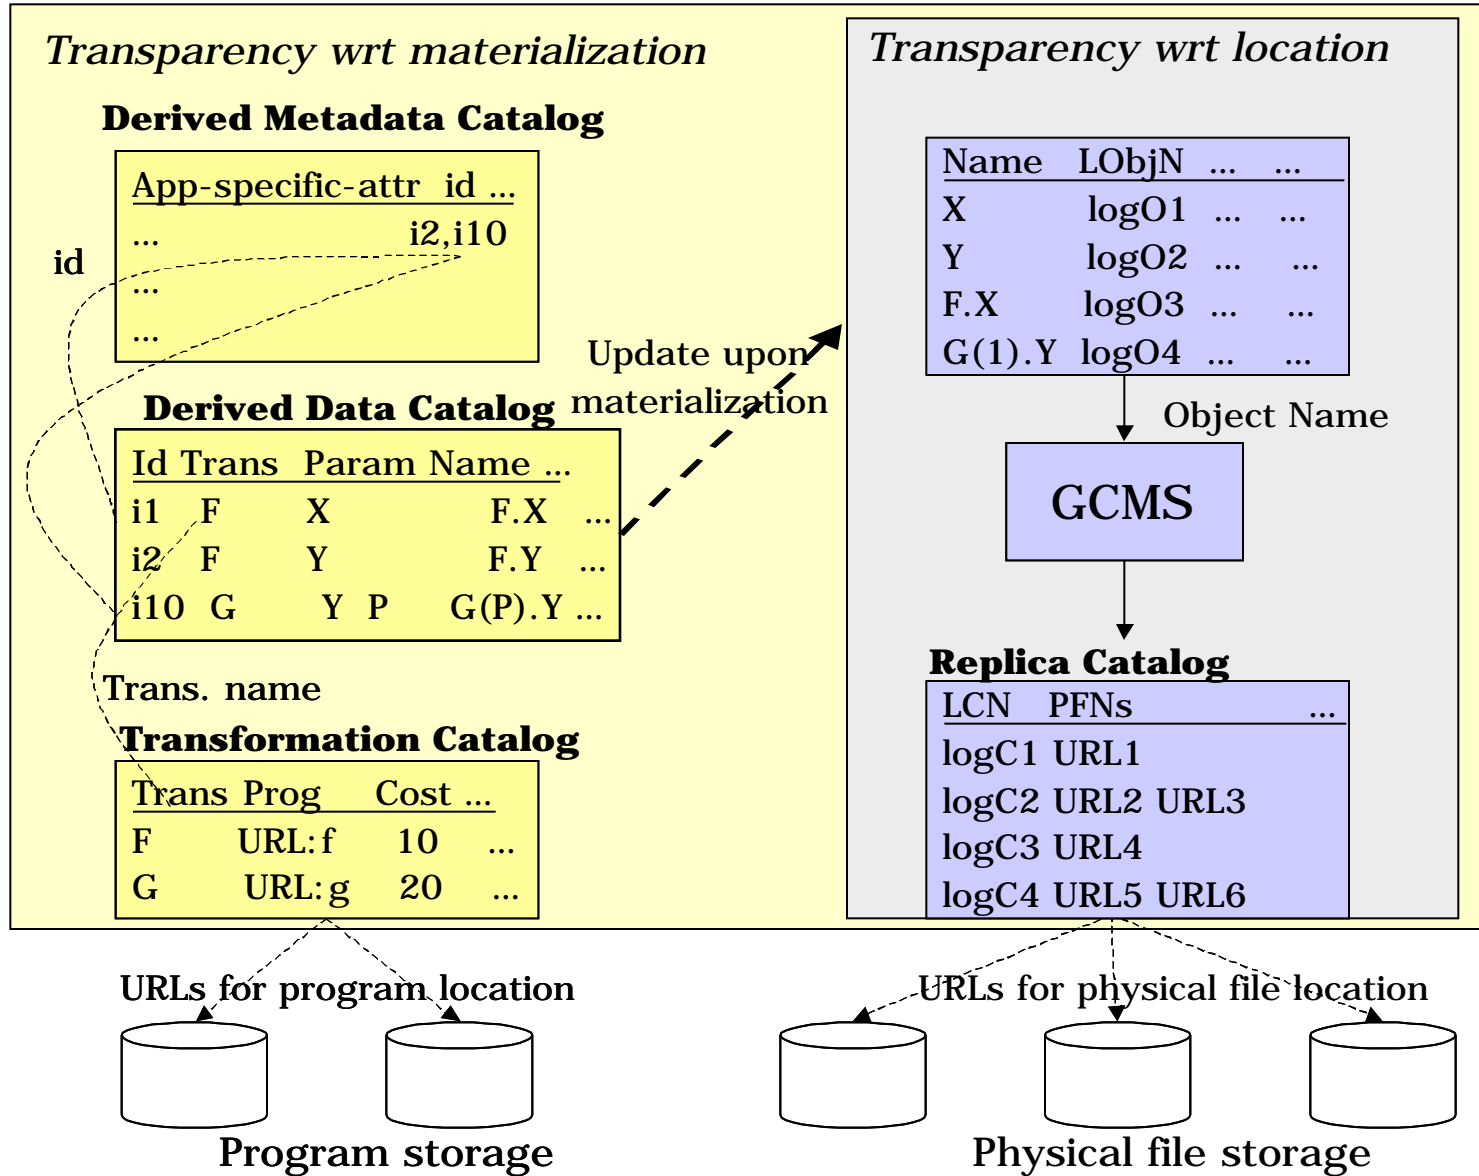 Transparency wrt materialization
Derived Metadata Catalog
App-specific-attr id ...
... i2,i10
...
...
id
Update upon
materialization
Derived Data Catalog
Id Trans Param Name ...
i1 F X F.X ...
i2 F Y F.Y ...
i10 G Y P G(P).Y ...
Trans. name
Transformation Catalog
Trans Prog Cost ...
F URL:f 10 ...
G URL:g 20 ...
URLs for program location
Program storage
Transparency wrt location
Name LObjN ... ...
X logO1 ... ...
Y logO2 ... ...
F.X logO3 ... ...
G(1).Y logO4 ... ...
Object Name
GCMS
Replica Catalog
LCN PFNs ...
logC1 URL1
logC2 URL2 URL3
logC3 URL4
logC4 URL5 URL6
URLs for physical file location
Physical file storage